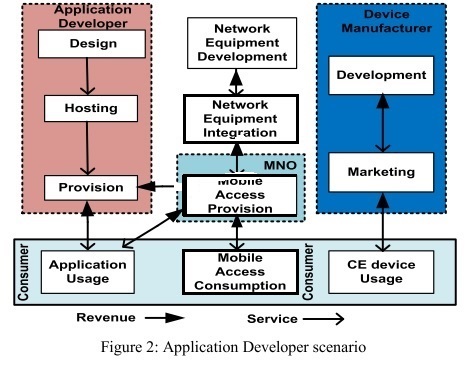 Application
Developer
Design
Hosting
Provision
Network
Equipment
Development
Network
Equipment
Integration
MNO
Mobile
Access
Provision
Device
Manufacturer
Development
Marketing
Consumer
Application
Usage
Mobile
Access
Consumption
Consumer
CE device
Usage
Revenue
Service
Figure 2: Application Developer scenario